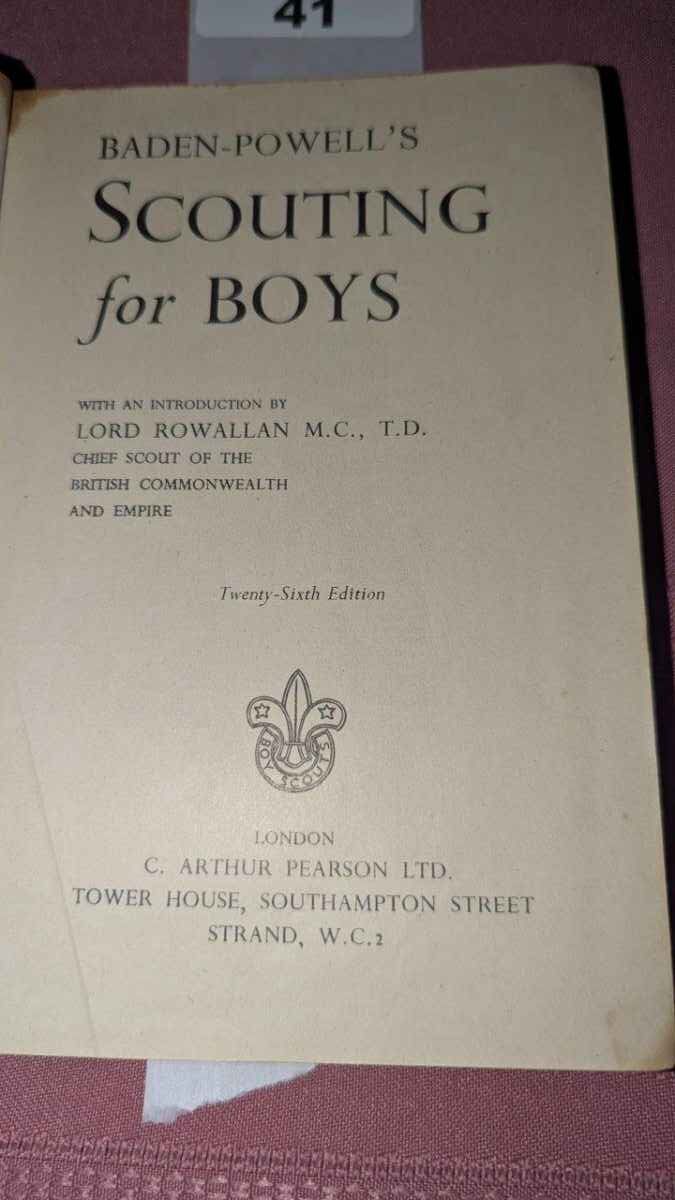 41
BADEN-POWELL'S
SCOUTING
for BOYS
WITH AN INTRODUCTION BY
LORD ROWALLAN M.C., T.D.
CHIEF SCOUT OF THE
BRITISH COMMONWEALTH
AND EMPIRE
Twenty-Sixth Edition
BOY SCOUTS
LONDON
C. ARTHUR PEARSON LTD.
TOWER HOUSE, SOUTHAMPTON STREET
STRAND, W.C.2